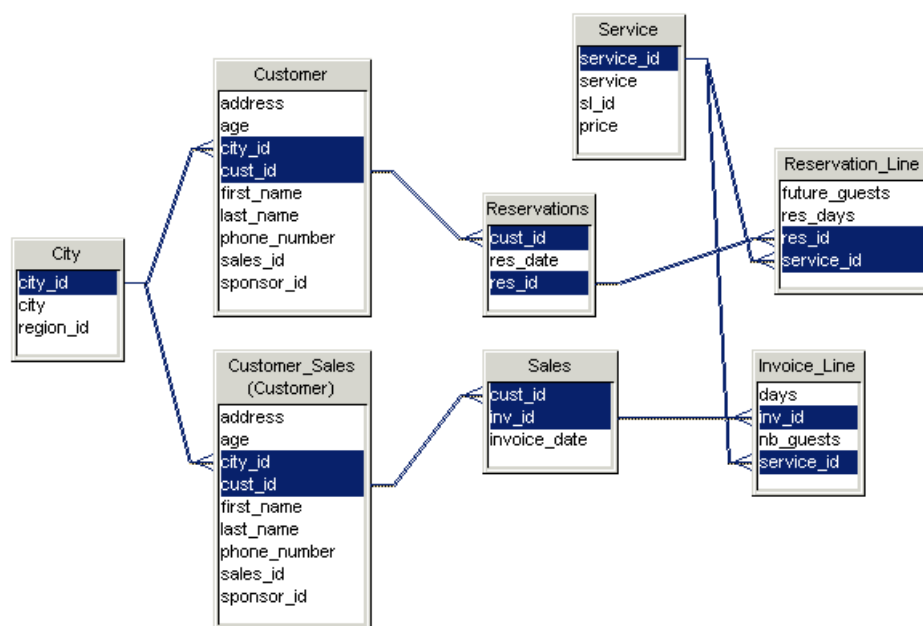 Service
service_id
service
sl_id
price
Customer
address
age
city_id
cust_id
first_name
last_name
phone_number
sales_id
sponsor_id
Reservation_Line
future_guests
res_days
res_id
service_id
Reservations
cust_id
res_date
res_id
City
city_id
city
region_id
Customer_Sales
(Customer)
address
age
city_id
cust_id
first_name
last_name
phone_number
sales_id
sponsor_id
Sales
cust_id
inv_id
invoice_date
Invoice_Line
days
inv_id
nb_guests
service_id